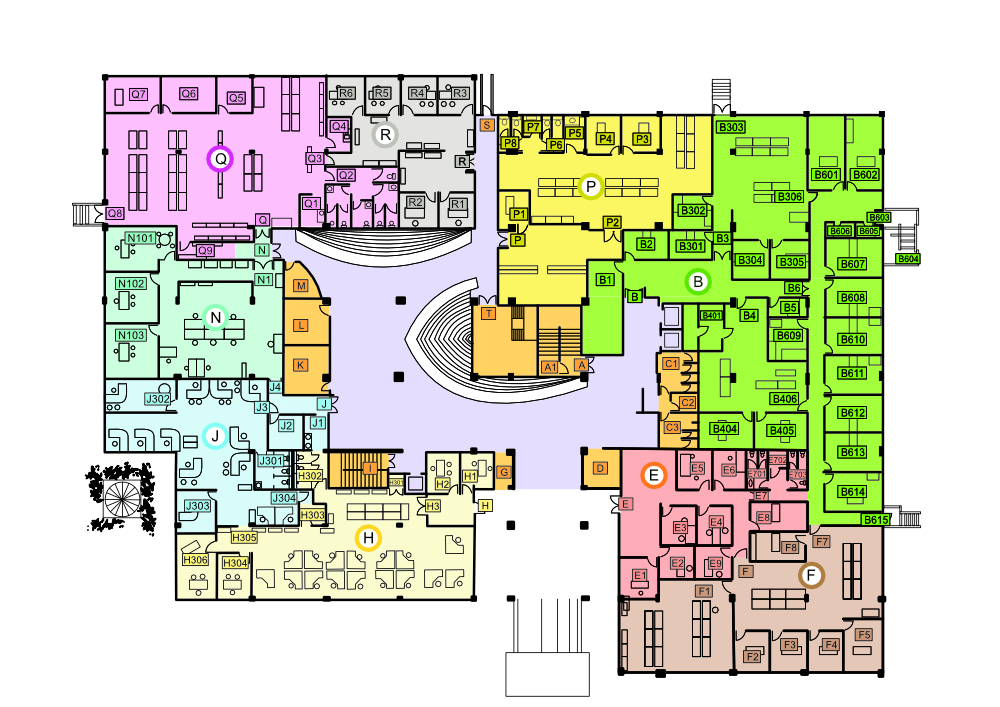 R6 R5 R4 R3
Q7 Q6 Q5
Q4 R
S P7 P5 B303
P8 P6 P4 P3
Q Q3 R
Q2 P B601 B602
Q1 R2 R1 B306
Q8 Q P1 P2 B302 B603
N101 B606 B605
N P B2 B301 B3
Q9 B304 B305 B607 B604
N102 N1 M B1 B B6
B B608
N L T B401 B4 B5
N103 B609 B610
K A1 A C1 B611
J302 J4 B406
J3 J C2 B612
J J2 J1 C3 B404 B405
J301 B613
I H302 H301 H2 H1 G D E E5 E6 E702 E701 E703
J303 J304 H3 H E E7 B614
H303 E3 E4 E8 B615
H305 H F7
H306 H304 E2 E9 F8
E1 F F
F1
F2 F3 F4 F5